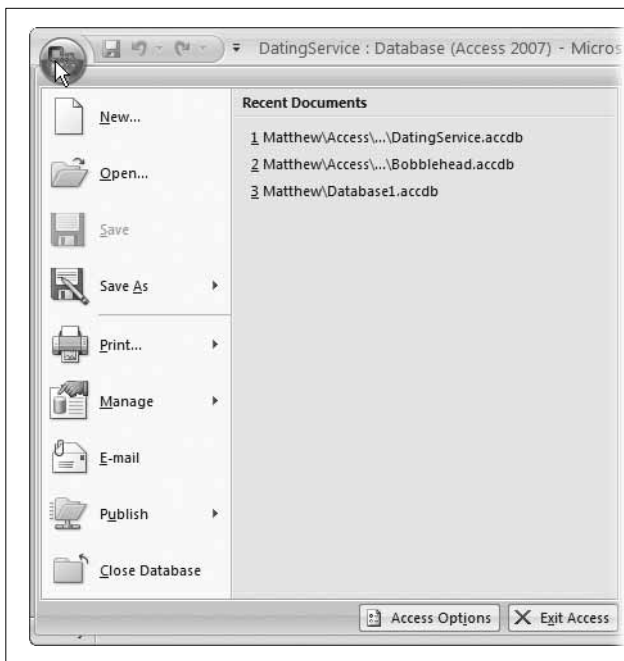 DatingService : Database (Access 2007) - Micros
New...
Open...
Save
Save As
Print...
Manage
E-mail
Publish
Close Database
Recent Documents
1 Matthew\Access\...\DatingService.accdb
2 Matthew\Access\...\Bobblehead.accdb
3 Matthew\Database1.accdb
Access Options
Exit Access